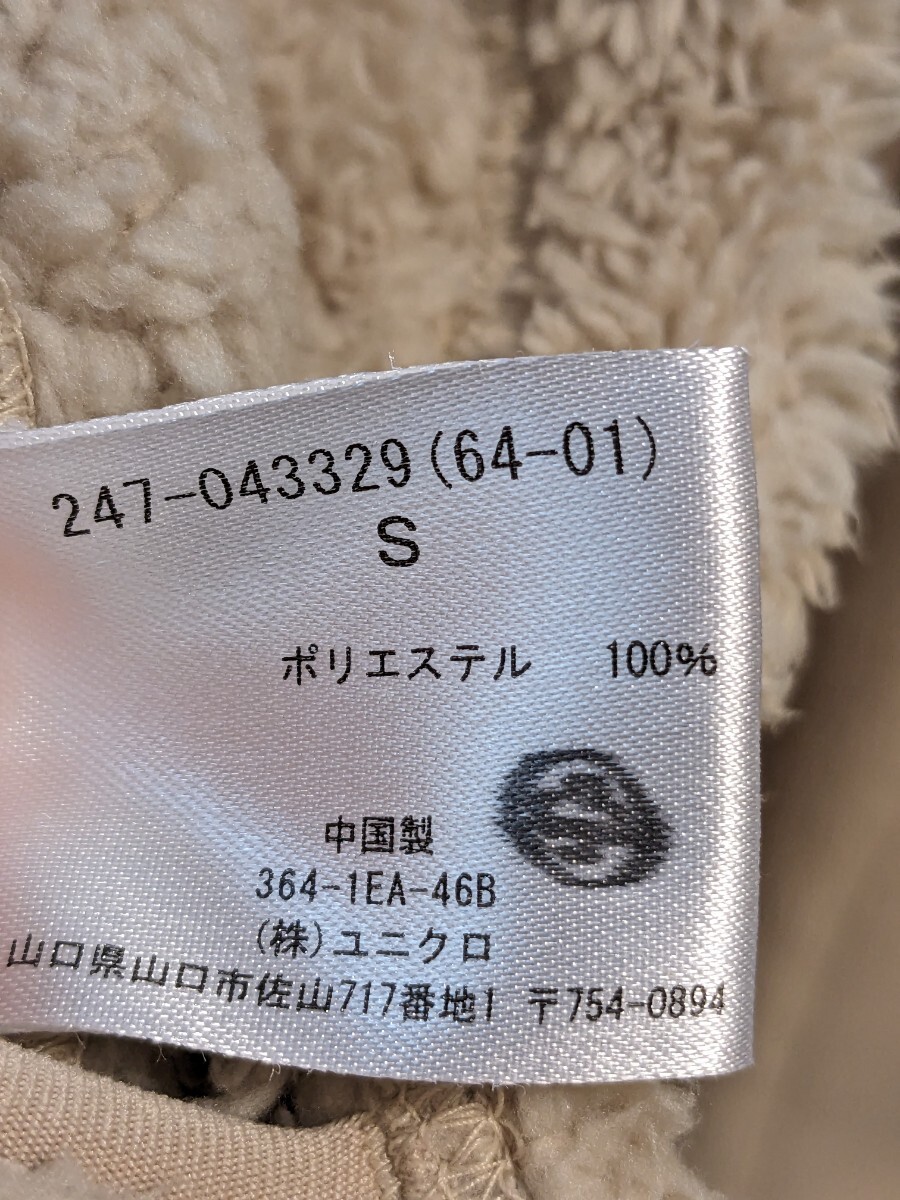 247-043329(64-01)
S
ポリエステル 100%
中国製
364-1EA-46B
(株)ユニクロ
山口県山口市佐山717番地1 〒754-0894